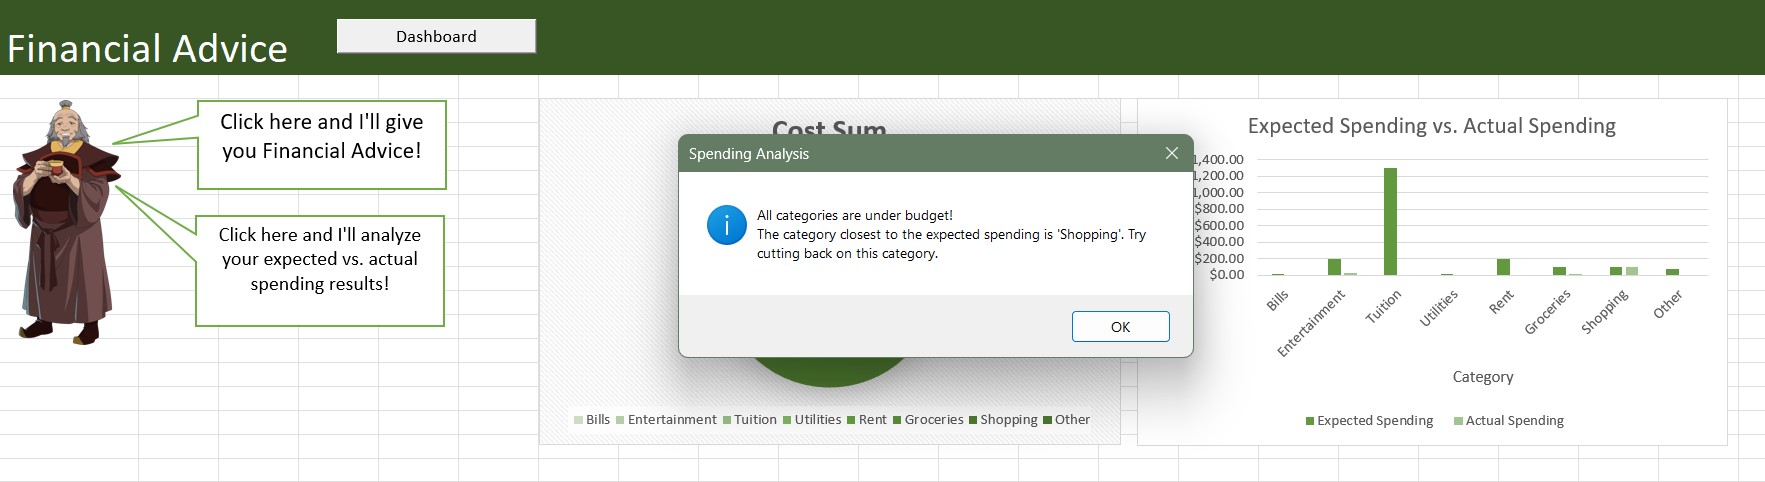 Financial Advice
Dashboard
Click here and I'll give
you Financial Advice!
Click here and I'll analyze
your expected vs. actual
spending results!
Cost Sum
Bills Entertainment Tuition Utilities Rent Groceries Shopping Other
Spending Analysis
All categories are under budget!
The category closest to the expected spending is 'Shopping'. Try
cutting back on this category.
OK
Expected Spending vs. Actual Spending
1,400.00
1,200.00
1,000.00
$800.00
$600.00
$400.00
$200.00
$0.00
Bills
Entertainment
Tuition
Utilities
Rent
Groceries
Shopping
Other
Category
Expected Spending Actual Spending